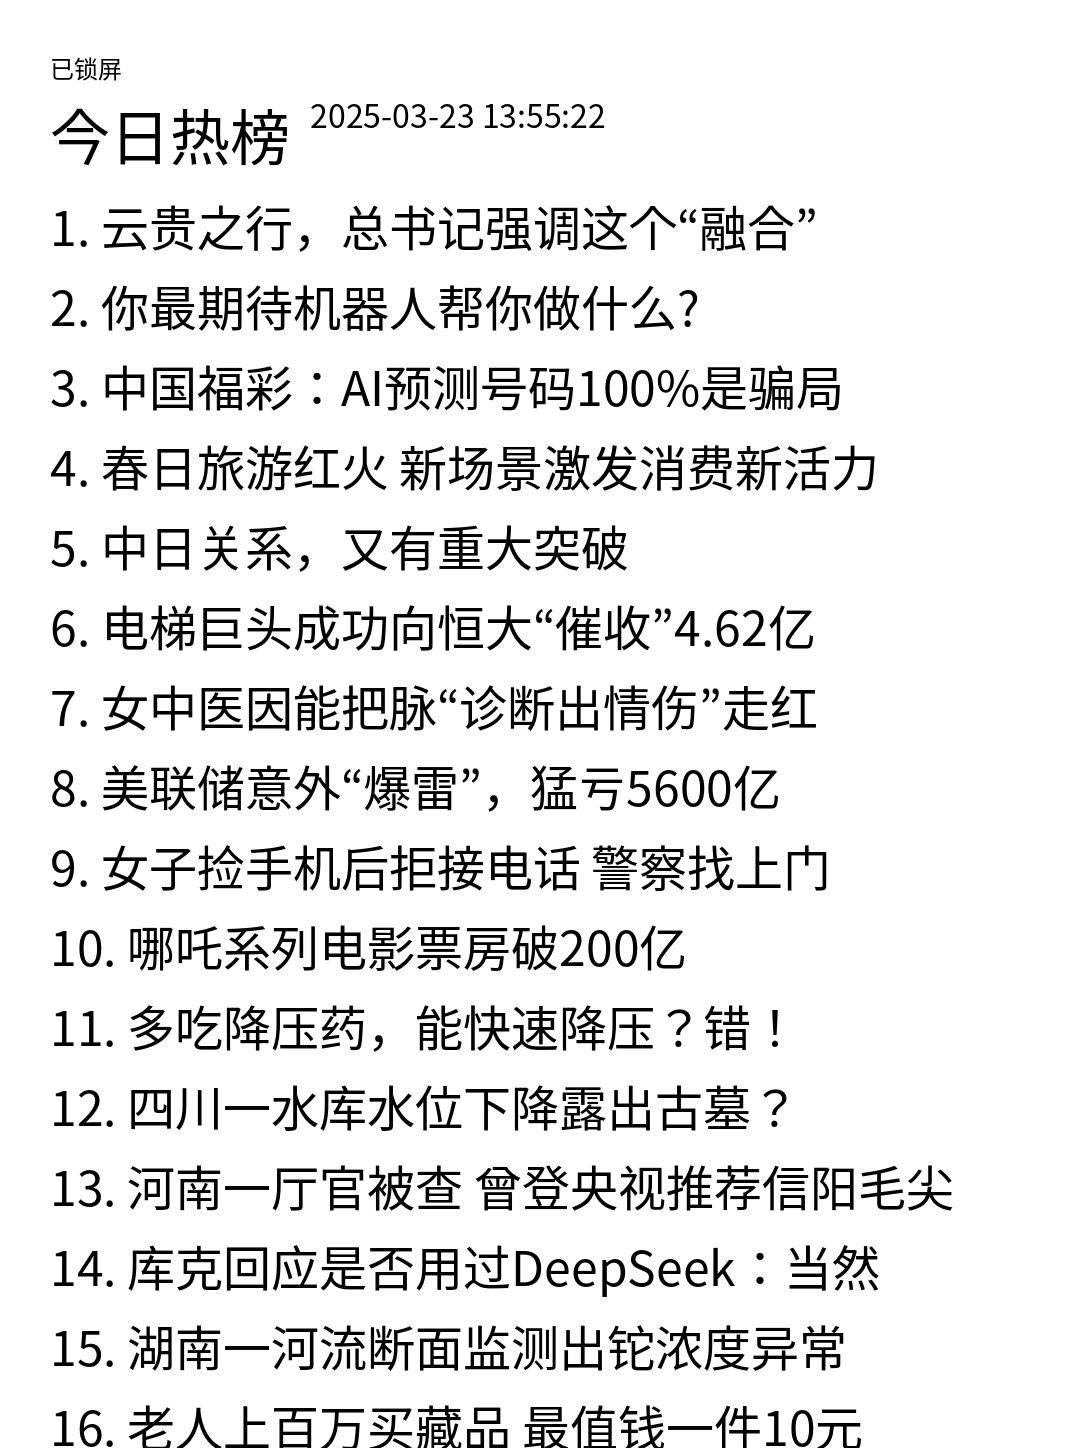 已锁屏
今日热榜 2025-03-23 13:55:22
1. 云贵之行，总书记强调这个“融合”
2. 你最期待机器人帮你做什么?
3. 中国福彩：AI预测号码100%是骗局
4. 春日旅游红火 新场景激发消费新活力
5. 中日关系，又有重大突破
6. 电梯巨头成功向恒大“催收”4.62亿
7. 女中医因能把脉“诊断出情伤”走红
8. 美联储意外“爆雷”，猛亏5600亿
9. 女子捡手机后拒接电话 警察找上门
10. 哪吒系列电影票房破200亿
11. 多吃降压药，能快速降压？错！
12. 四川一水库水位下降露出古墓？
13. 河南一厅官被查 曾登央视推荐信阳毛尖
14. 库克回应是否用过DeepSeek：当然
15. 湖南一河流断面监测出铊浓度异常
16. 老人上百万买藏品 最值钱一件10元